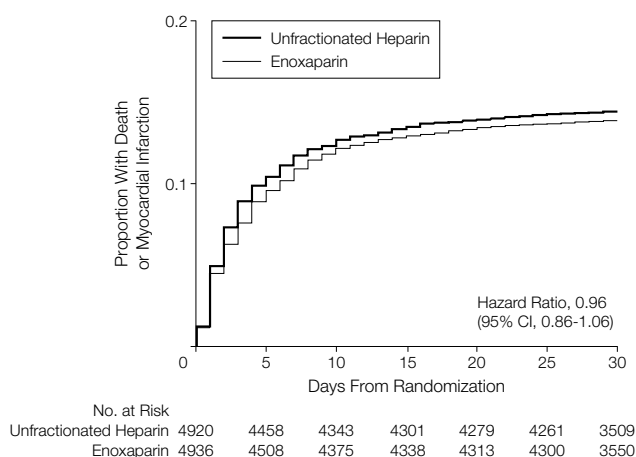 0.2
Unfractionated Heparin
Enoxaparin
Proportion With Death
or Myocardial Infarction
0.1
Hazard Ratio, 0.96
(95% CI, 0.86-1.06)
0 5 10 15 20 25 30
Days From Randomization
No. at Risk
Unfractionated Heparin 4920 4458 4343 4301 4279 4261 3509
Enoxaparin 4936 4508 4375 4338 4313 4300 3550